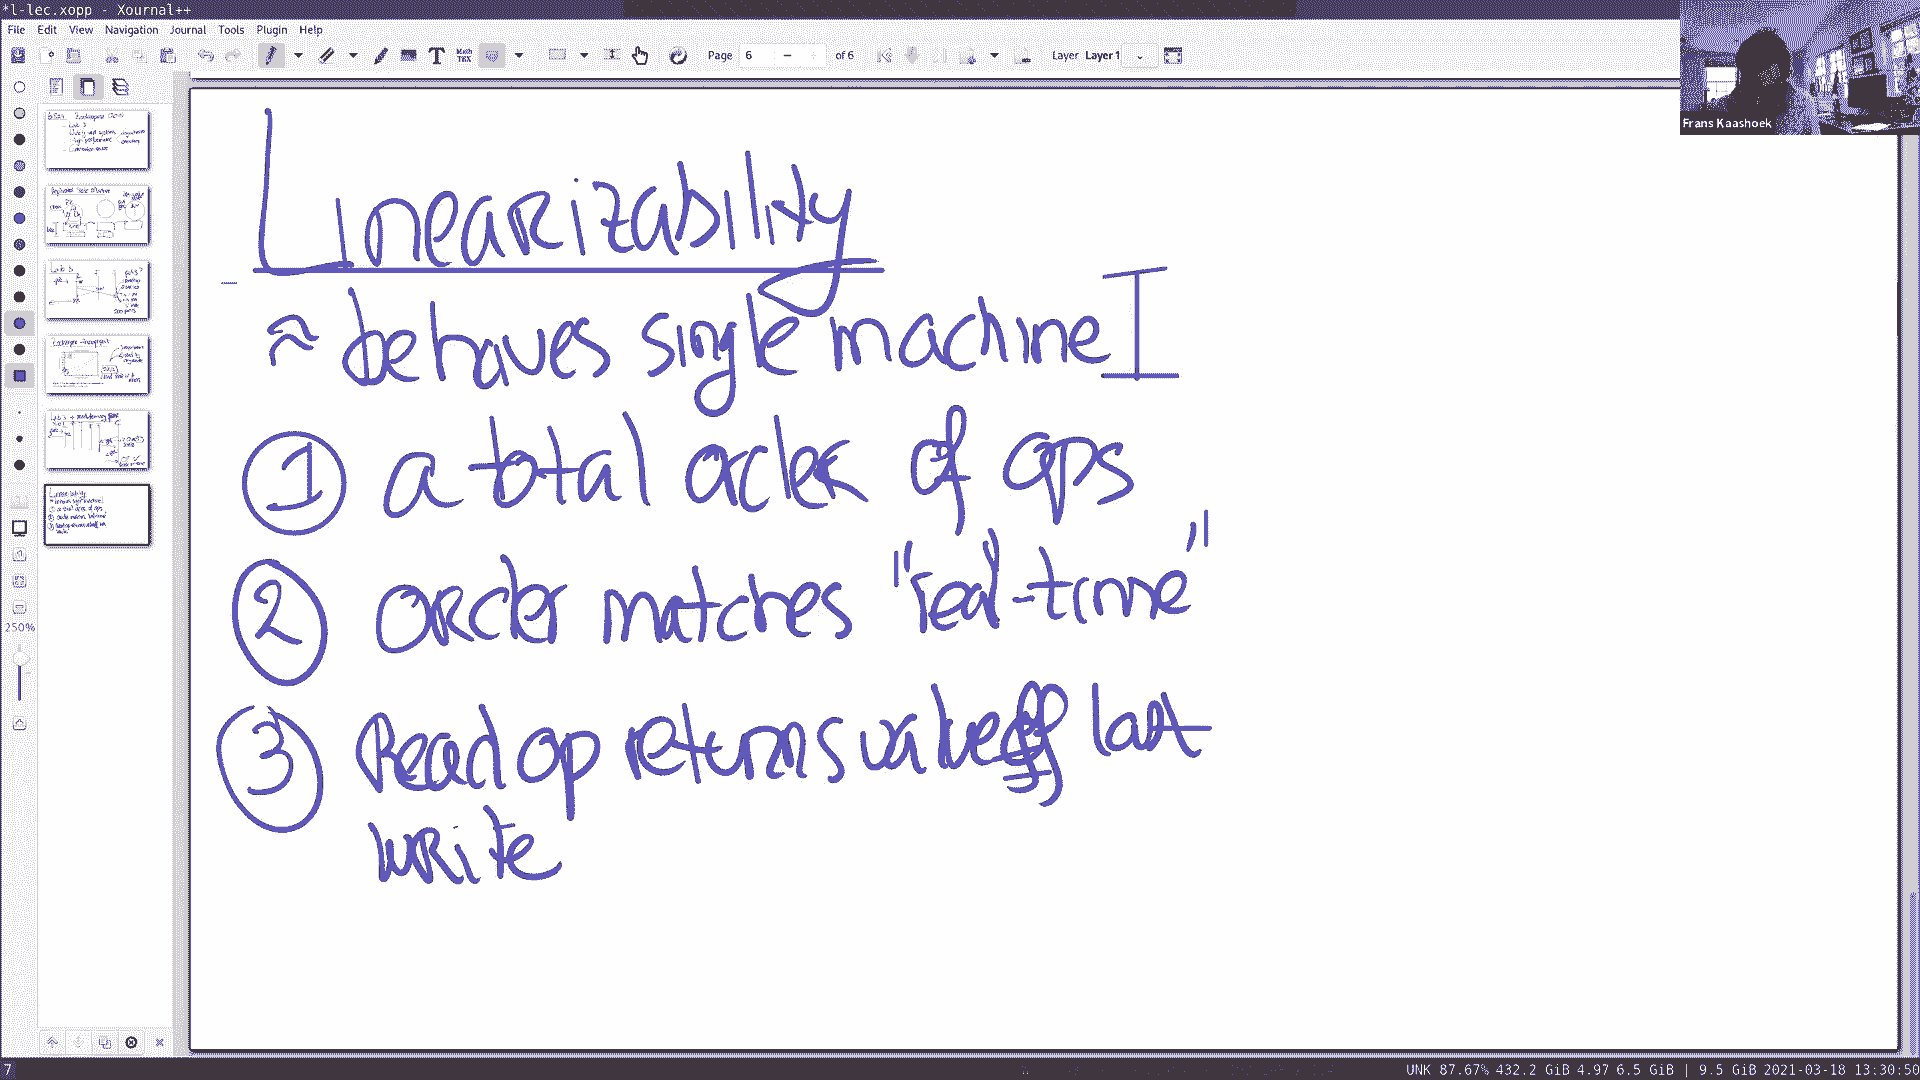 *l-lec.xopp - Xournal++
File Edit View Navigation Journal Tools Plugin Help
Page 6 of 6 Layer Layer 1
Frans Kaashoek
Linearizability
≈ behaves single machine
1 a total order of ops
2 order matches "real-time"
3 Read op returns value of last
write
250%
7
UNK 87.67% 432.2 GiB 4.97 6.5 GiB | 9.5 GiB 2021-03-18 13:30:50